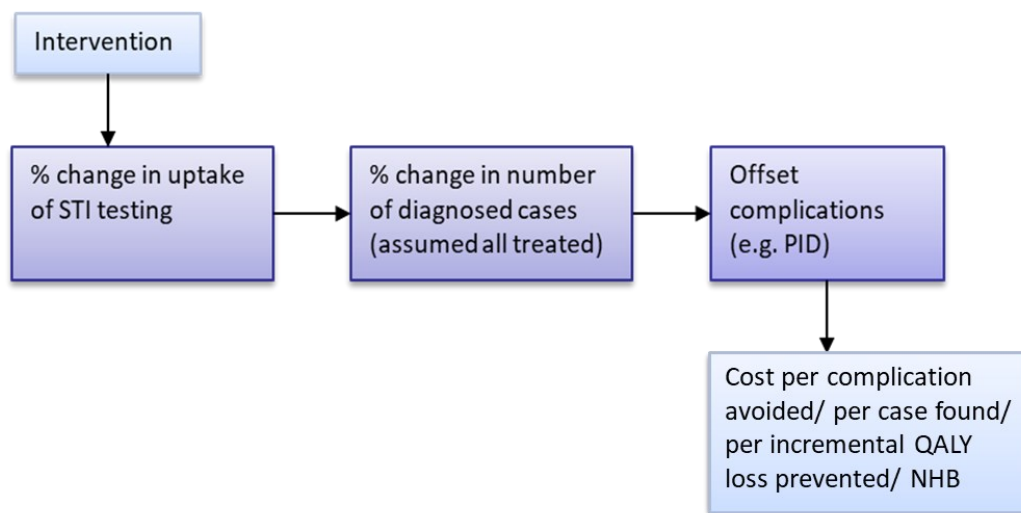 Intervention
% change in uptake
of STI testing
% change in number
of diagnosed cases
(assumed all treated)
Offset
complications
(e.g. PID)
Cost per complication
avoided/ per case found/
per incremental QALY
loss prevented/ NHB